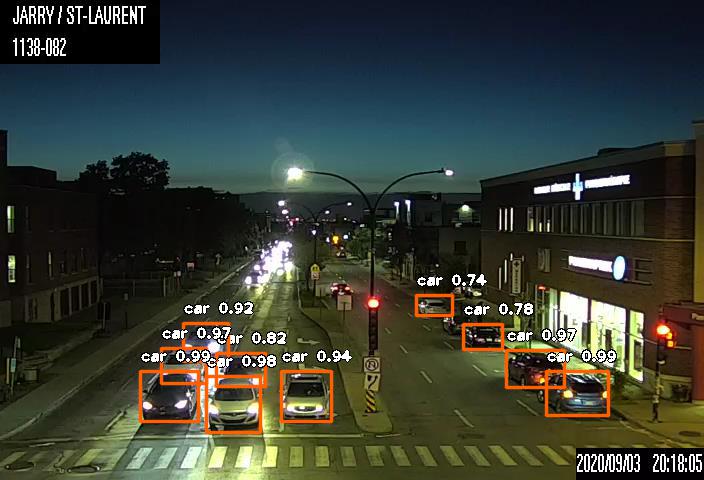 JARRY / ST-LAURENT
1138-082
car 0.74
car 0.92
car 0.78
car 0.97
car 0.82
car 0.97
car 0.99
car 0.98
car 0.94
car 0.99
2020/09/03 20:18:05